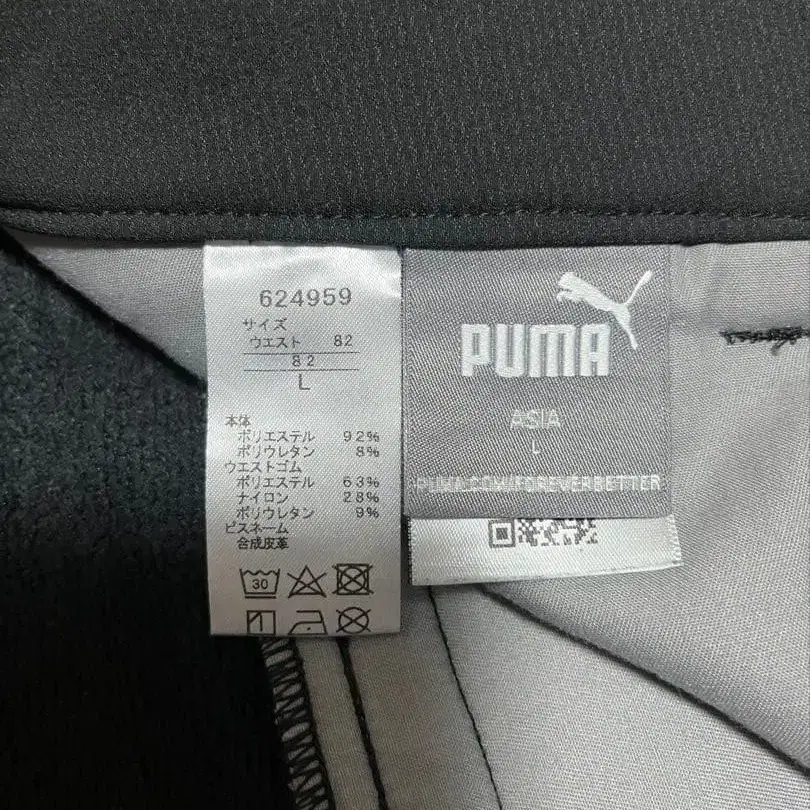 624959
サイズ
ウエスト 82
82
L
本体
ポリエステル 92%
ポリウレタン 8%
ウエストゴム
ポリエステル 63%
ナイロン 28%
ポリウレタン 9%
ピスネーム
合成皮革
30
PUMA
ASIA
L
PUMA.COM/FOREVERBETTER